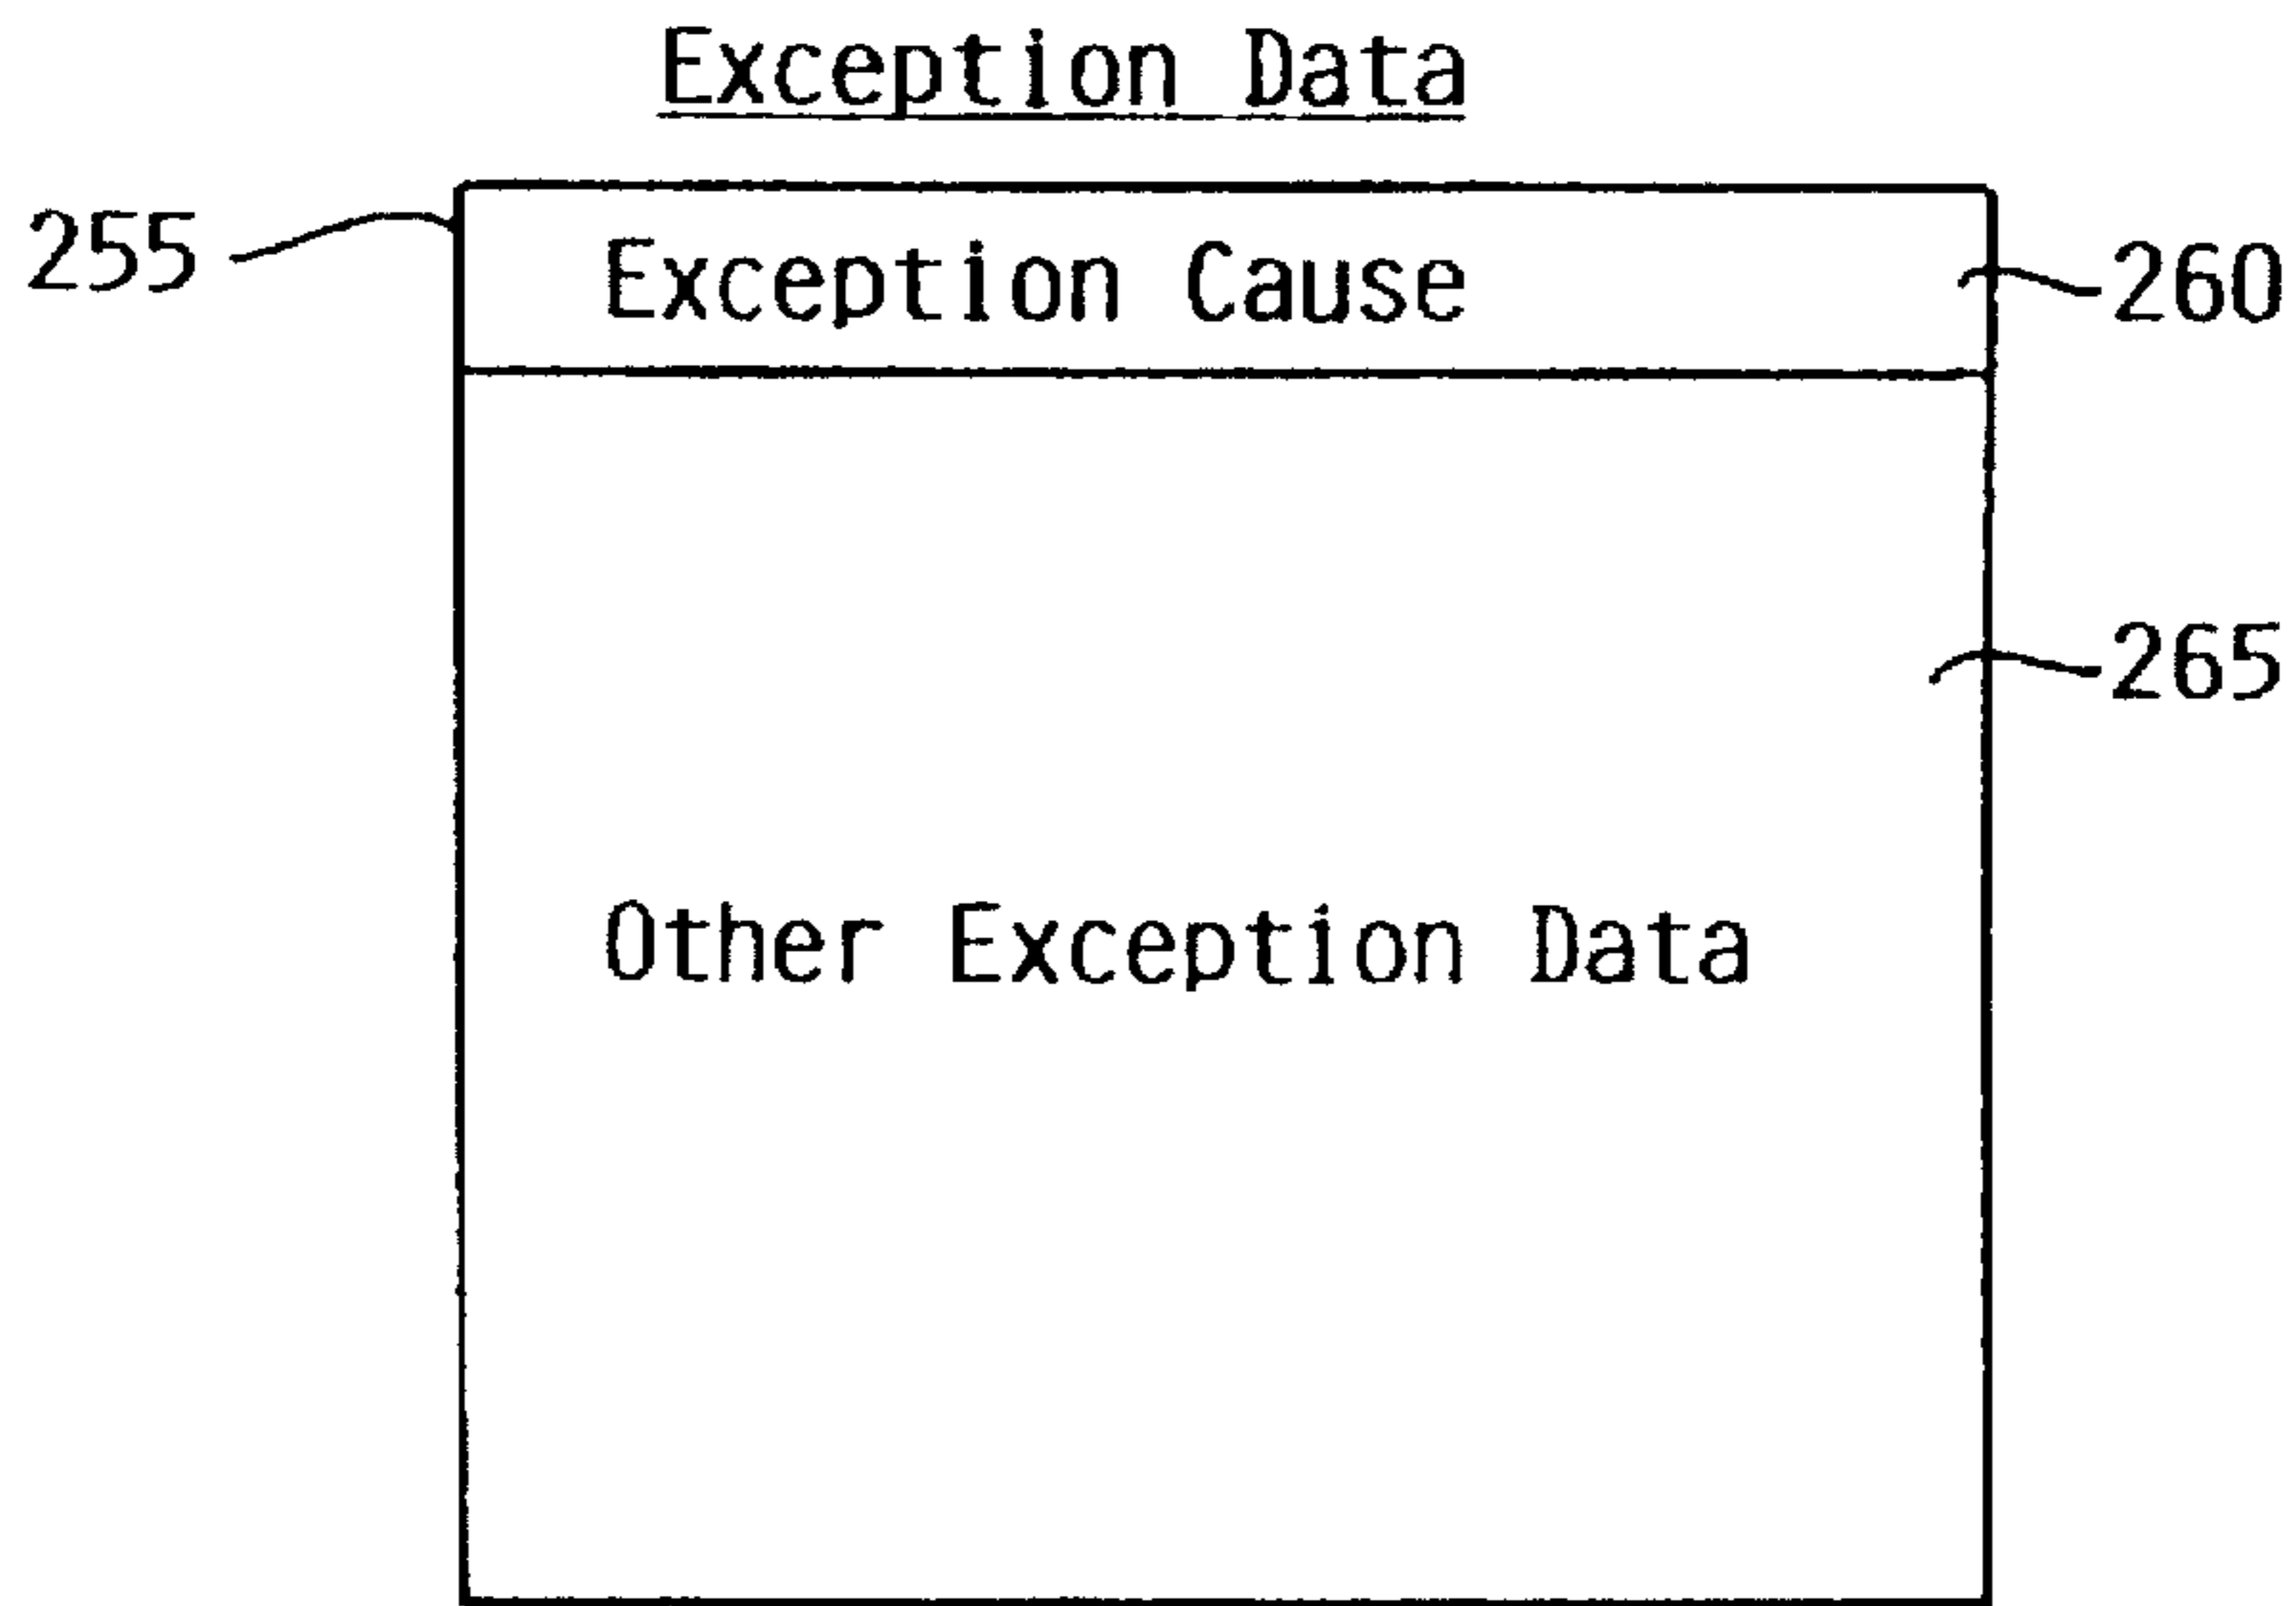 Exception Data
255
Exception Cause
260
265
Other Exception Data